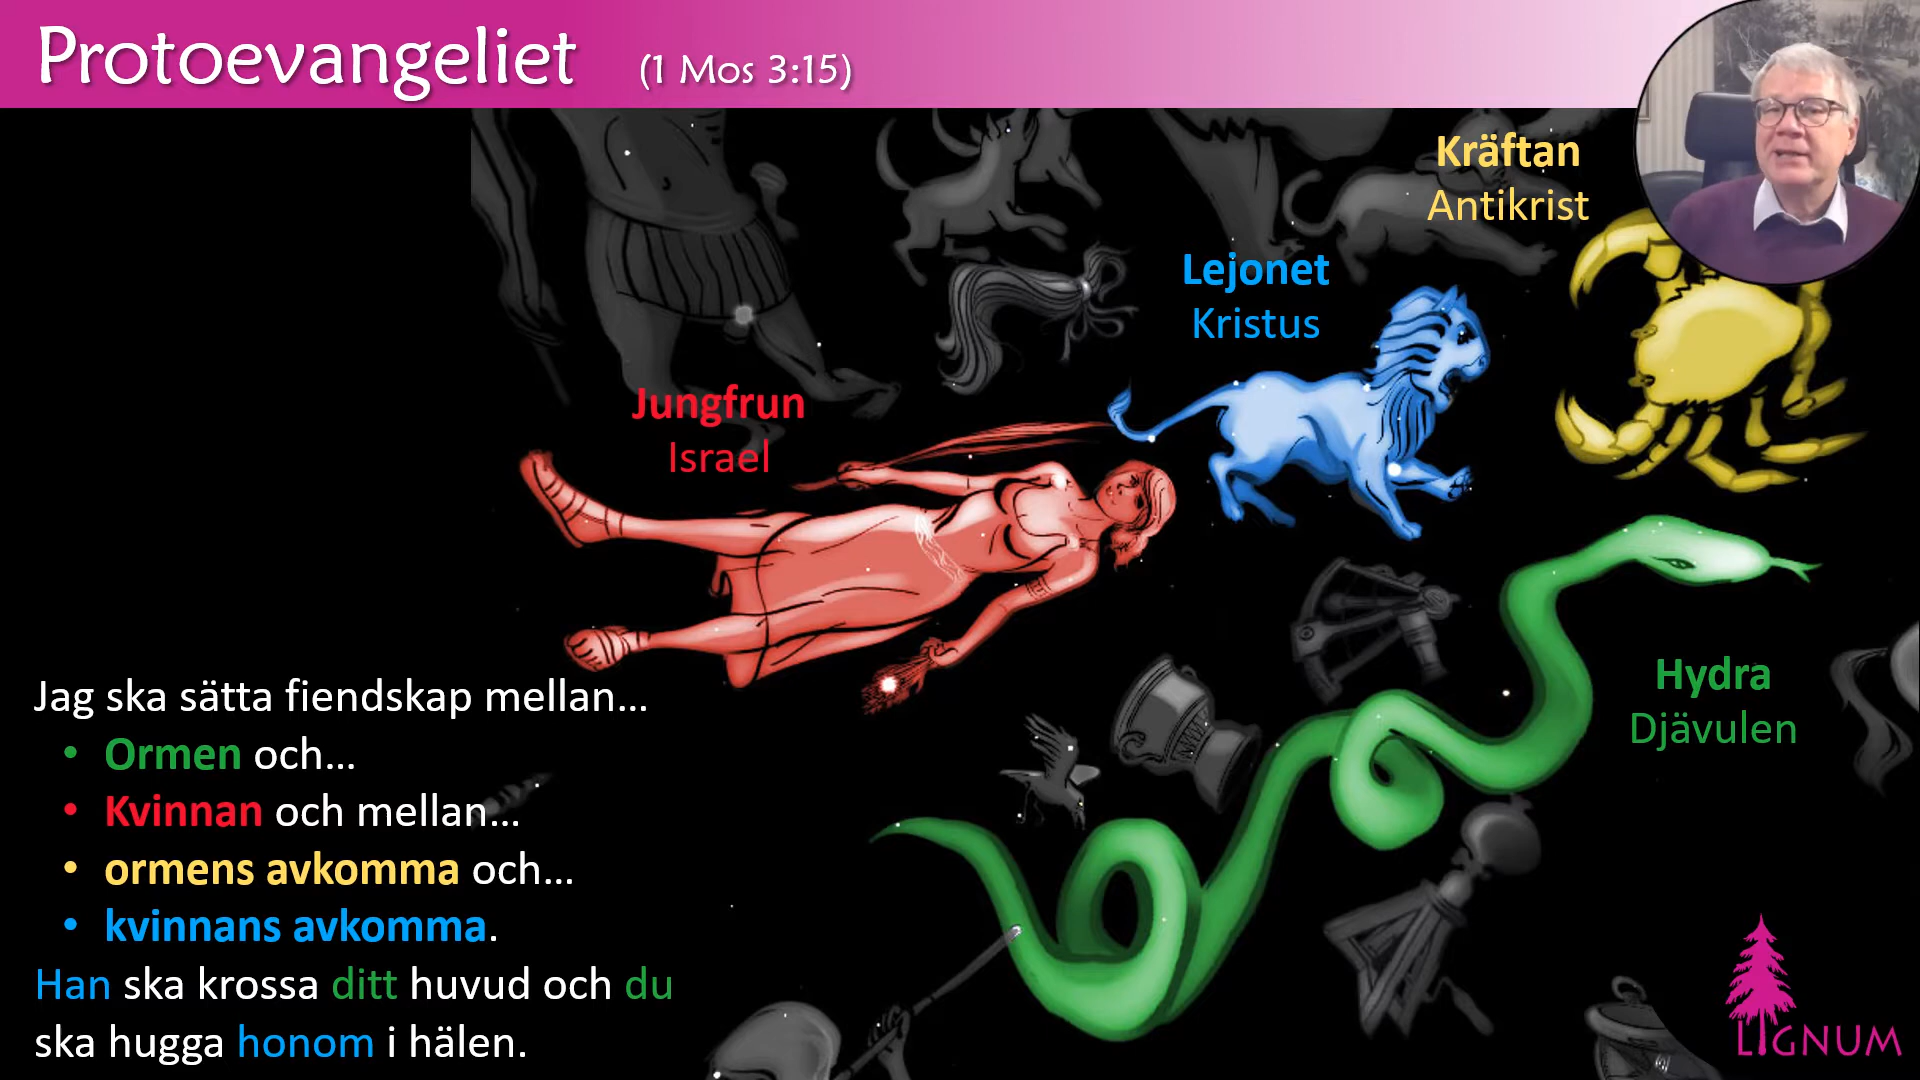 Protoevangeliet (1 Mos 3:15)
Kräftan
Antikrist
Lejonet
Kristus
Jungfrun
Israel
Hydra
Djävulen
Jag ska sätta fiendskap mellan...
• Ormen och...
• Kvinnan och mellan...
• ormens avkomma och...
• kvinnans avkomma.
Han ska krossa ditt huvud och du
ska hugga honom i hälen.
LIGNUM